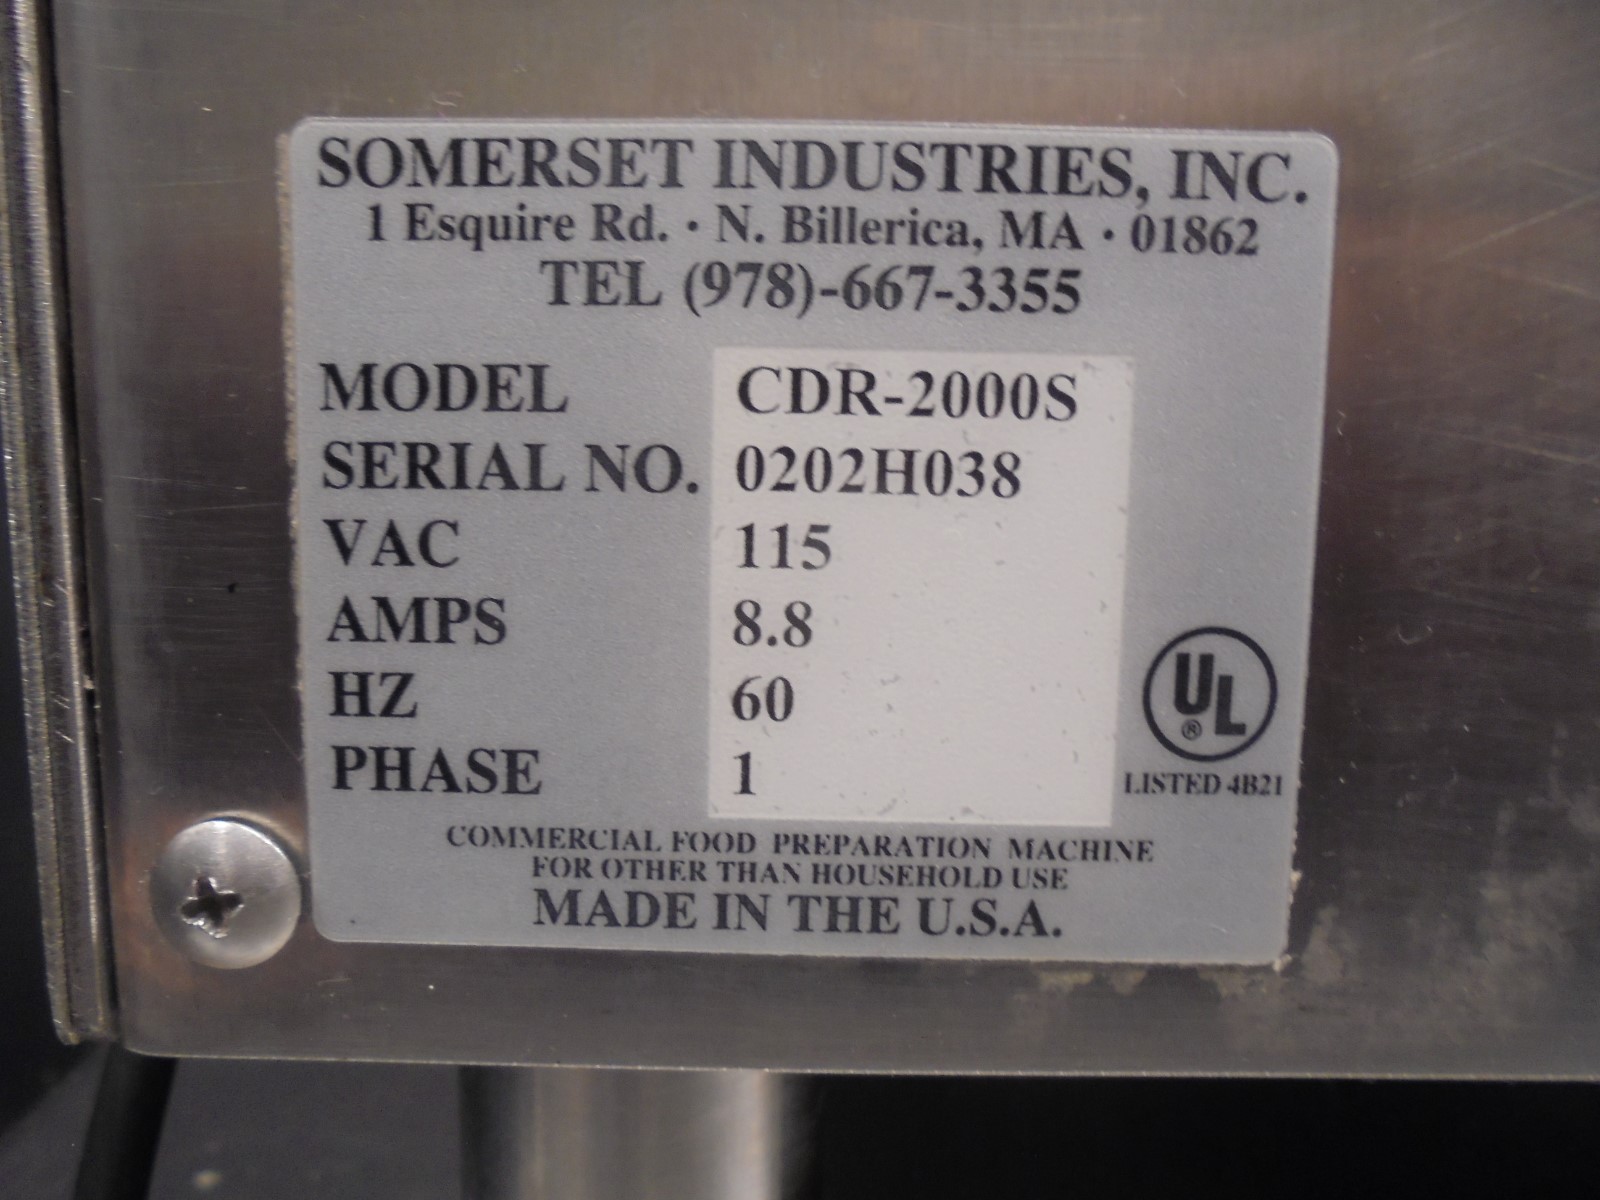 SOMERSET INDUSTRIES, INC.
1 Esquire Rd. • N. Billerica, MA • 01862
TEL (978)-667-3355
MODEL CDR-2000S
SERIAL NO. 0202H038
VAC 115
AMPS 8.8
HZ 60
PHASE 1
UL ®
LISTED 4B21
COMMERCIAL FOOD PREPARATION MACHINE
FOR OTHER THAN HOUSEHOLD USE
MADE IN THE U.S.A.